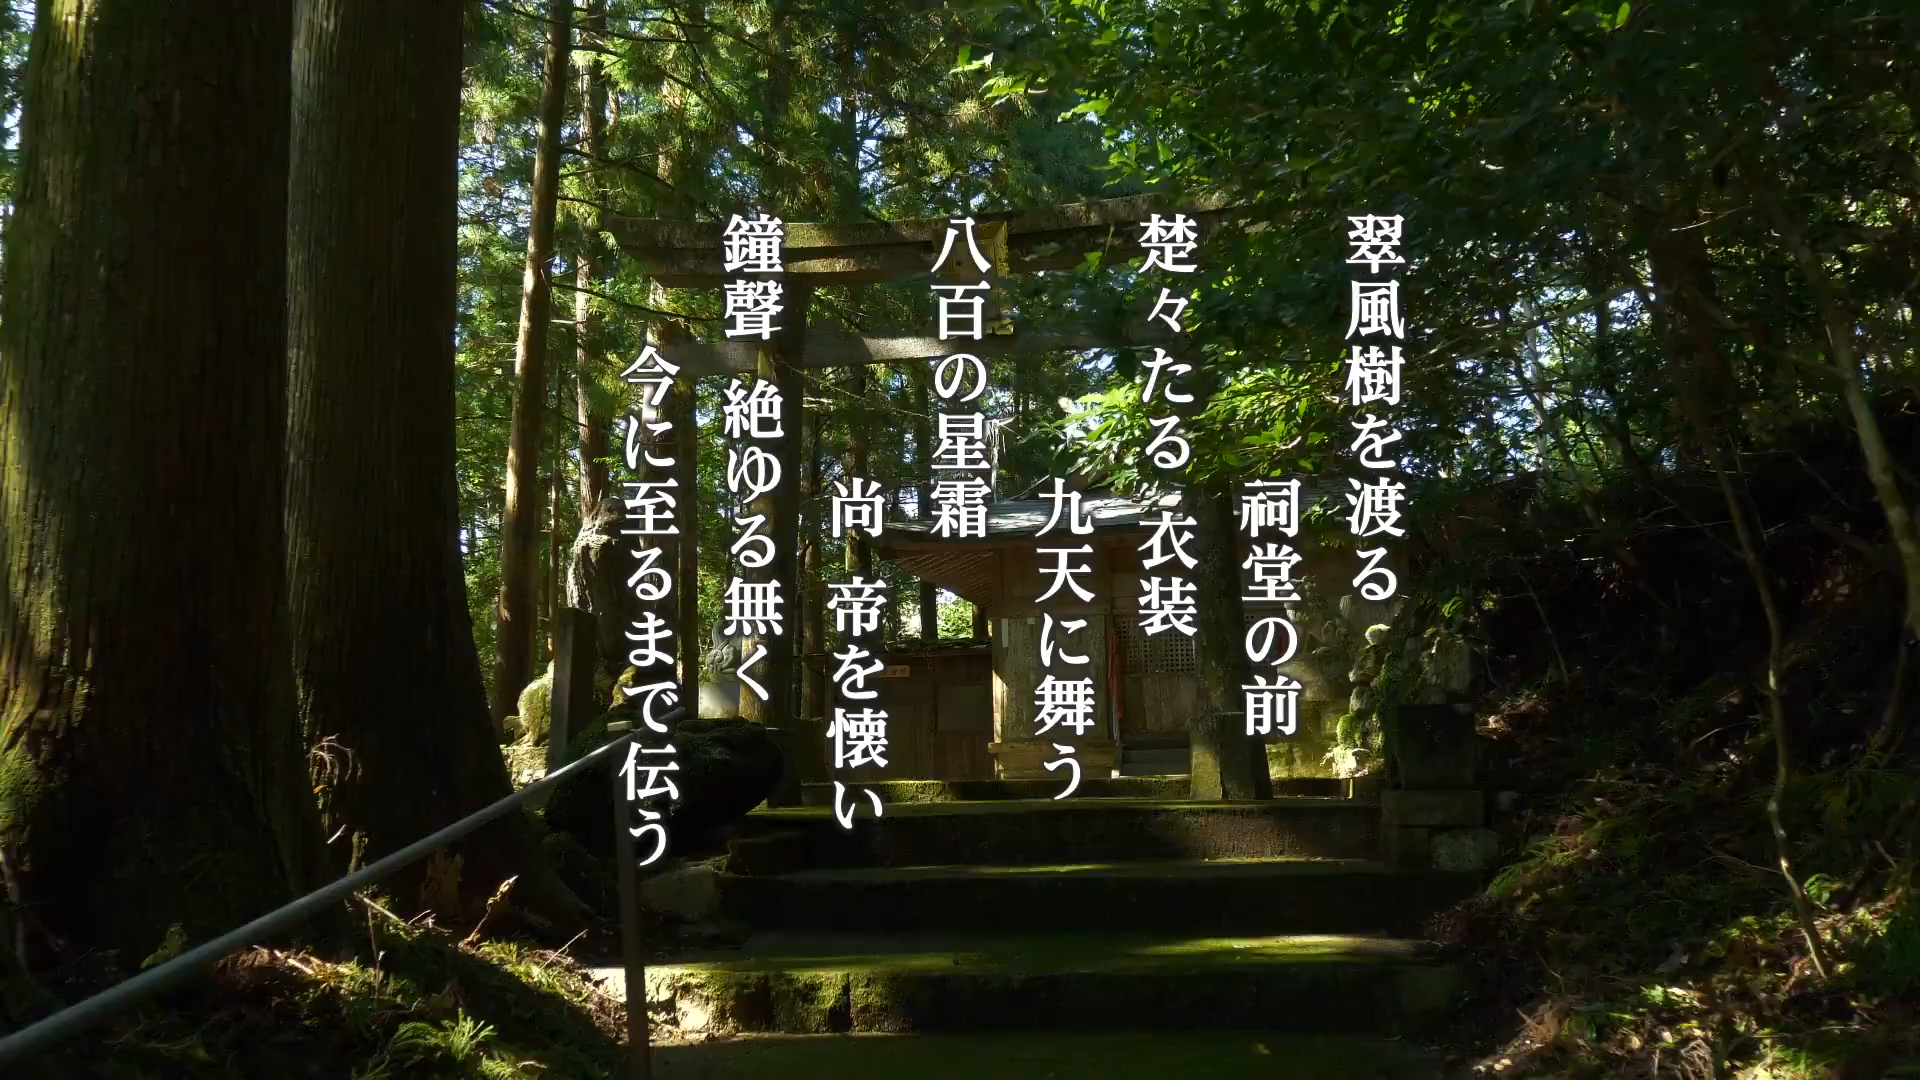 翠風樹を渡る
祠堂の前
楚々たる 衣装
九天に舞う
八百の星霜
尚 帝を懐い
鐘聲 絶ゆる無く
今に至るまで伝う